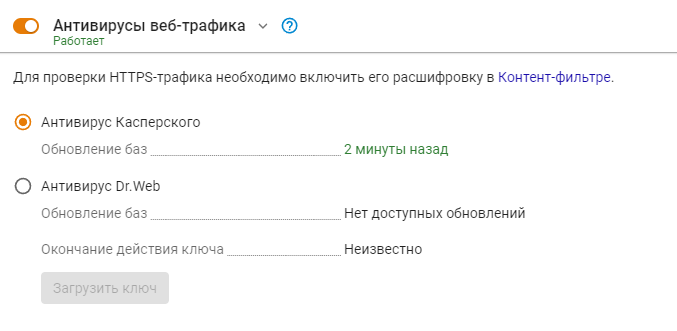 Антивирусы веб-трафика
Работает
Для проверки HTTPS-трафика необходимо включить его расшифровку в Контент-фильтре.
Антивирус Касперского
Обновление баз 2 минуты назад
Антивирус Dr.Web
Обновление баз Нет доступных обновлений
Окончание действия ключа Неизвестно
Загрузить ключ